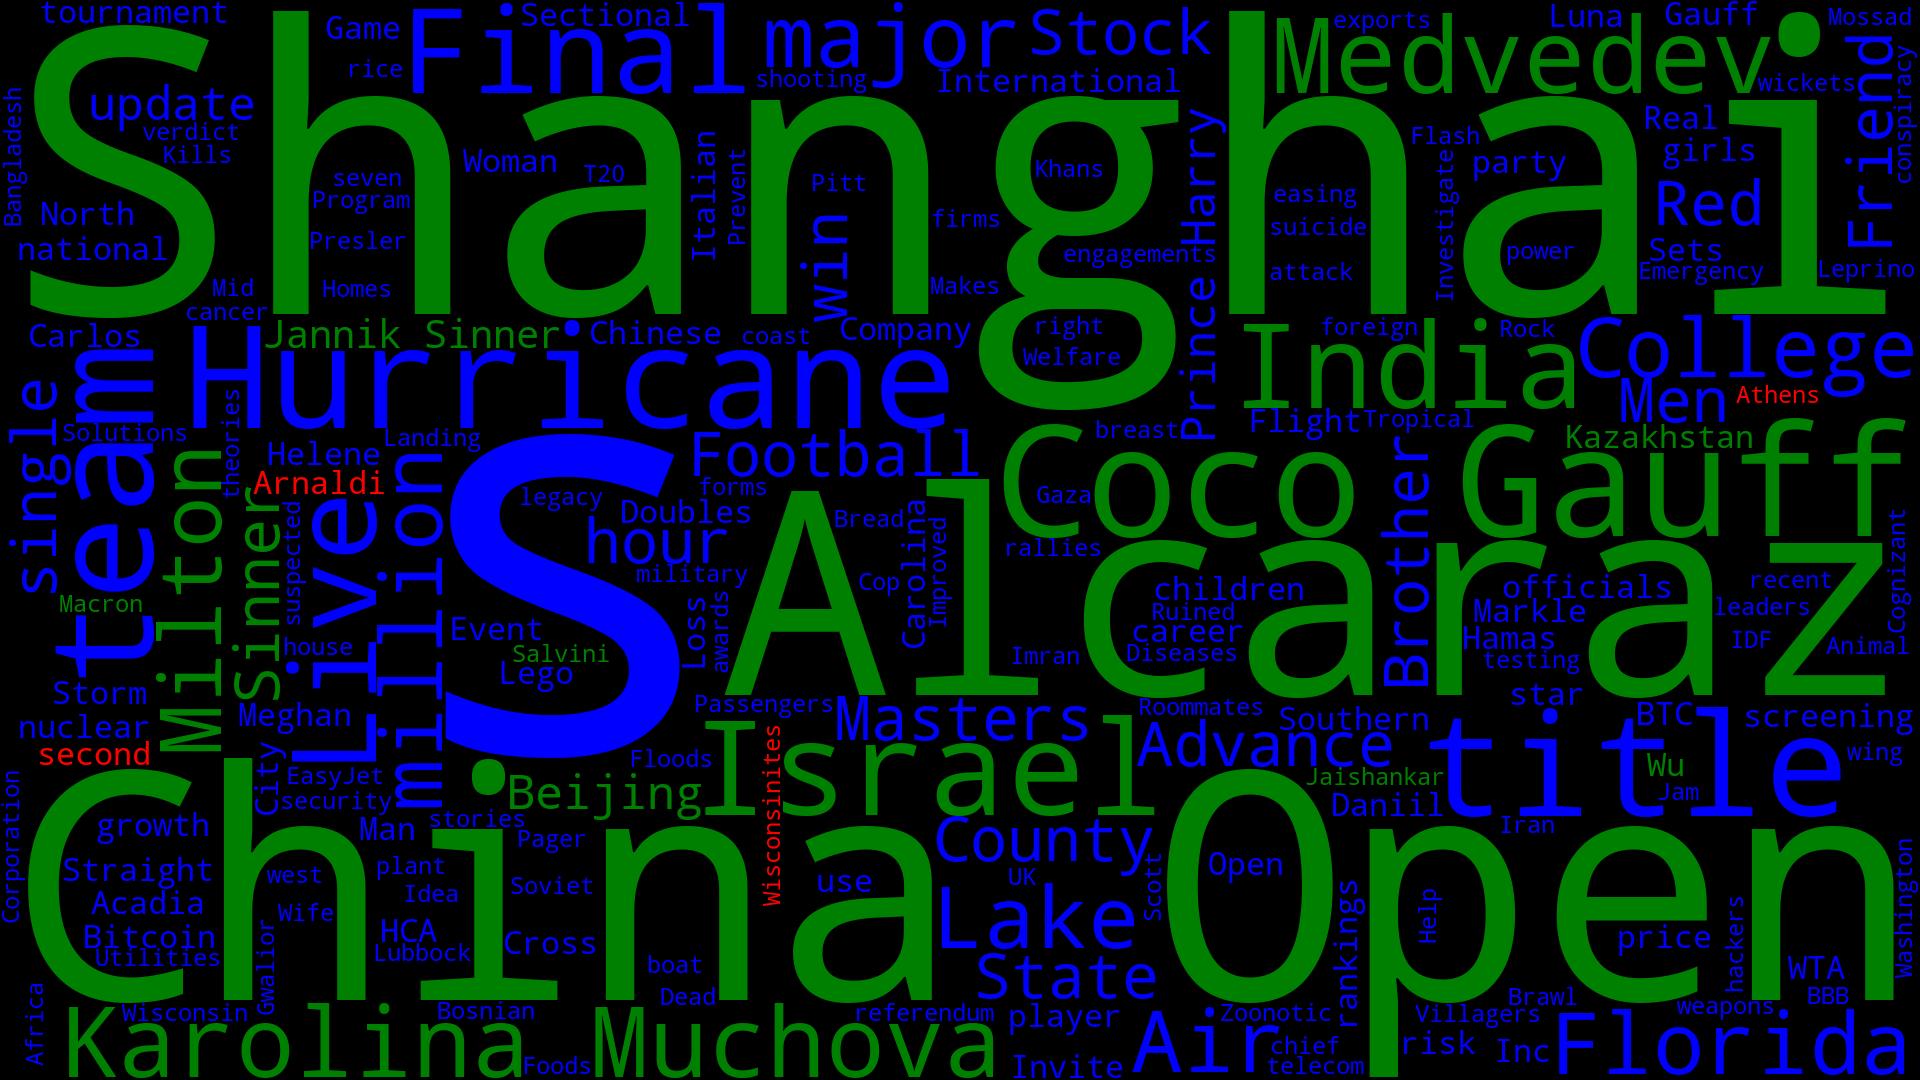 tournament
Game
rice
Final
Sectional
major
Stock
shooting
International
Medvedev
exports
Luna
Gauff
Mossad
wickets
Friend
conspiracy
Shanghai
update
verdict
Kills
Bangladesh
North
national
seven
Program
Presler
Homes
Woman
T20
Italian
Prevent
Pitt
win
firms
Makes
Khans
engagements
right
Welfare
Prince Harry
easing
suicide
attack
Flash
Investigate
party
power
Real
girls
Red
Sets
Emergency
Leprino
Mid
cancer
Carlos
Jannik Sinner
Chinese
coast
Company
Hurricane
India
foreign
Rock
College
Men
Athens
Flight
Tropical
breast
single
team
Solutions
theories
Milton
Helene
Landing
Arnaldi
Sinner
suspected
Live
million
S
Football
legacy
forms
Doubles
hour
military
Bread
Cop
Carolina
Improved
Coco Gauff
Kazakhstan
Gaza
rallies
Brother
Alcaraz
children
Ruined
career
Diseases
Imran
officials
Markle
Hamas
testing
recent
leaders
IDF
Animal
Cognizant
Macron
house
Event
Salvini
Lego
Loss
awards
Storm
nuclear
second
Meghan
City
EasyJet
security
stories
Passengers
Floods
Masters
Roommates
Southern
star
BTC
screening
wing
Israel
Beijing
Wisconsinites
Advance
Jaishankar
Daniil
title
Wu
Jam
Iran
China Open
Corporation
growth
Straight
Acadia
Bitcoin
Utilities
west
Wife
Gwalior
Man
plant
Idea
HCA
Lubbock
Pager
Soviet
Cross
boat
Dead
use
County
UK
Lake
State
Scott
Open
rankings
Help
price
hackers
WTA
BBB
Washington
Africa
Wisconsin
Bosnian
Karolina Muchova
Foods
referendum
player
Invite
Air
Zoonotic
chief
telecom
Villagers
risk
Brawl
Inc
weapons
Florida